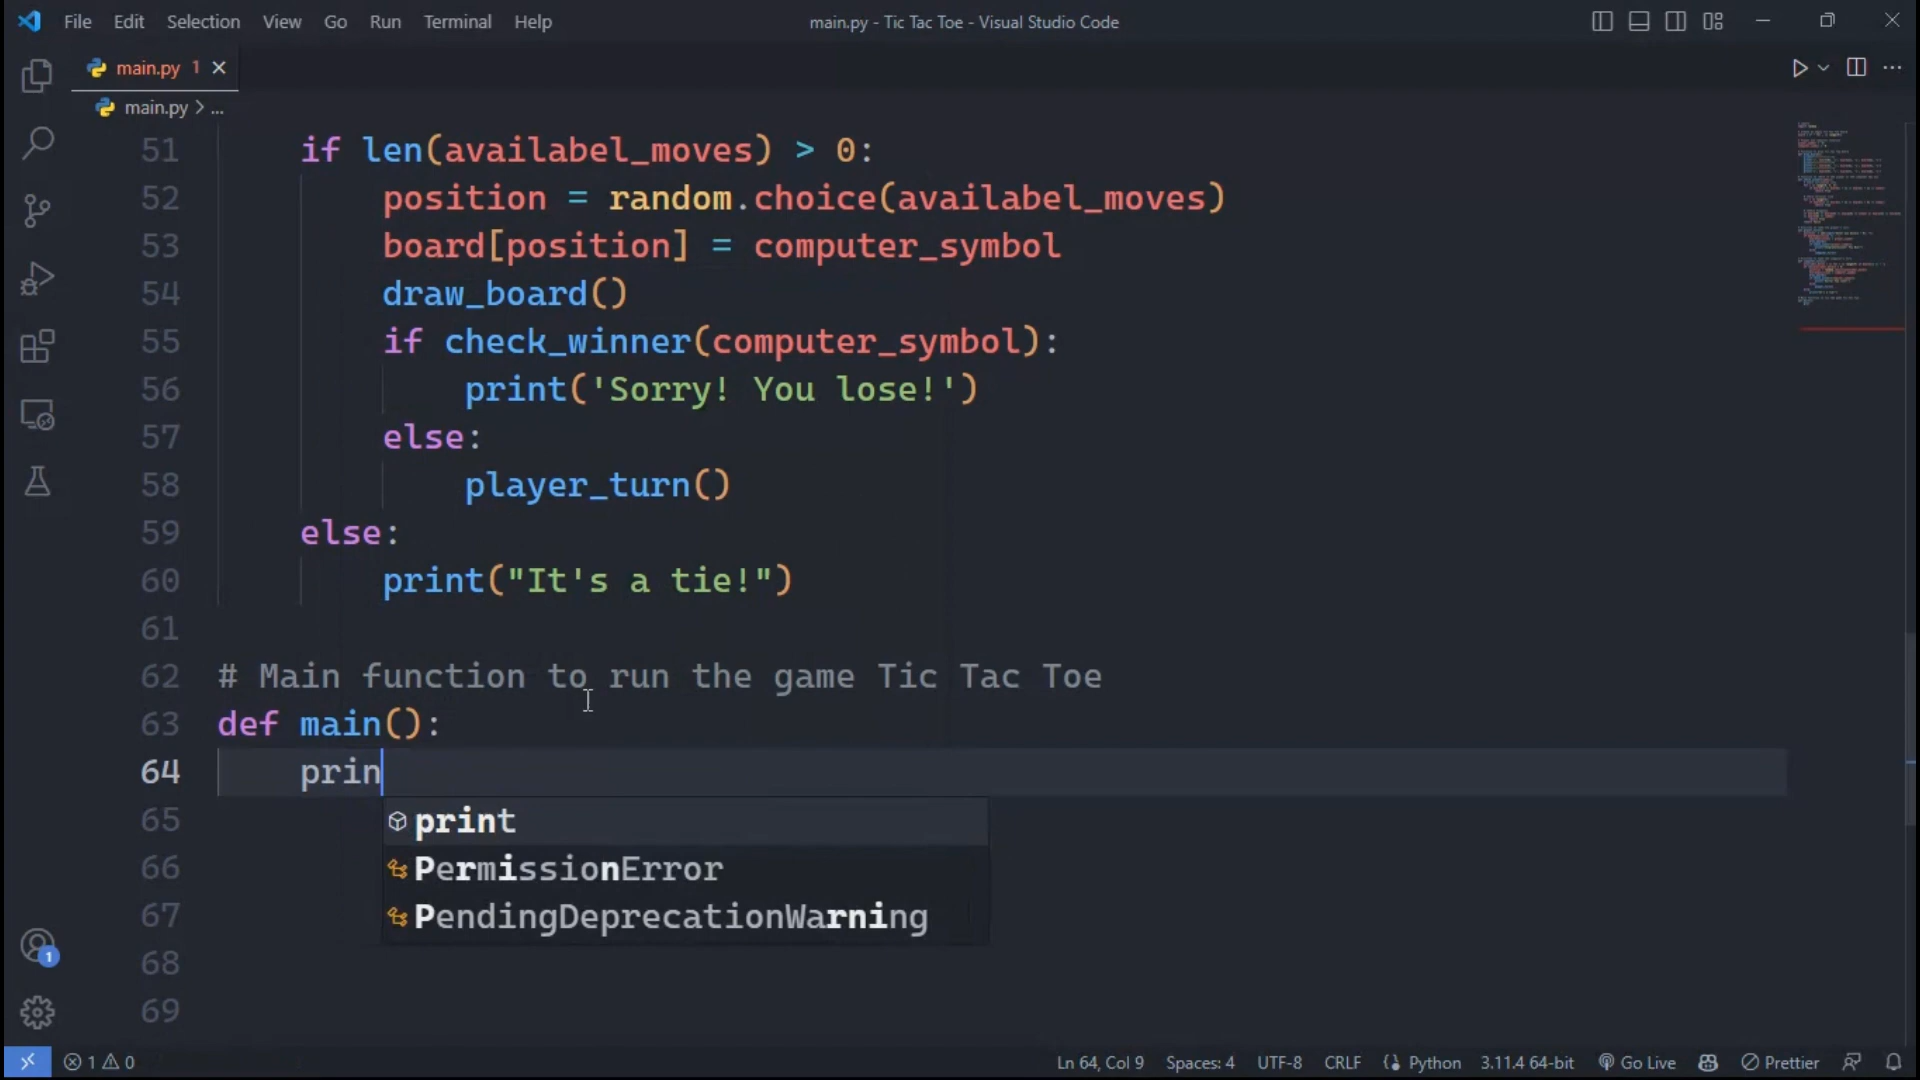 File Edit Selection View Go Run Terminal Help
main.py - Tic Tac Toe - Visual Studio Code
main.py 1
main.py > ...
51 if len(availabel_moves) > 0:
52 position = random.choice(availabel_moves)
53 board[position] = computer_symbol
54 draw_board()
55 if check_winner(computer_symbol):
56 print('Sorry! You lose!')
57 else:
58 player_turn()
59 else:
60 print("It's a tie!")
61
62 # Main function to run the game Tic Tac Toe
63 def main():
64 prin
65 print
66 PermissionError
67 PendingDeprecationWarning
68
69
1
1 0 Ln 64, Col 9 Spaces: 4 UTF-8 CRLF Python 3.11.4 64-bit Go Live Prettier